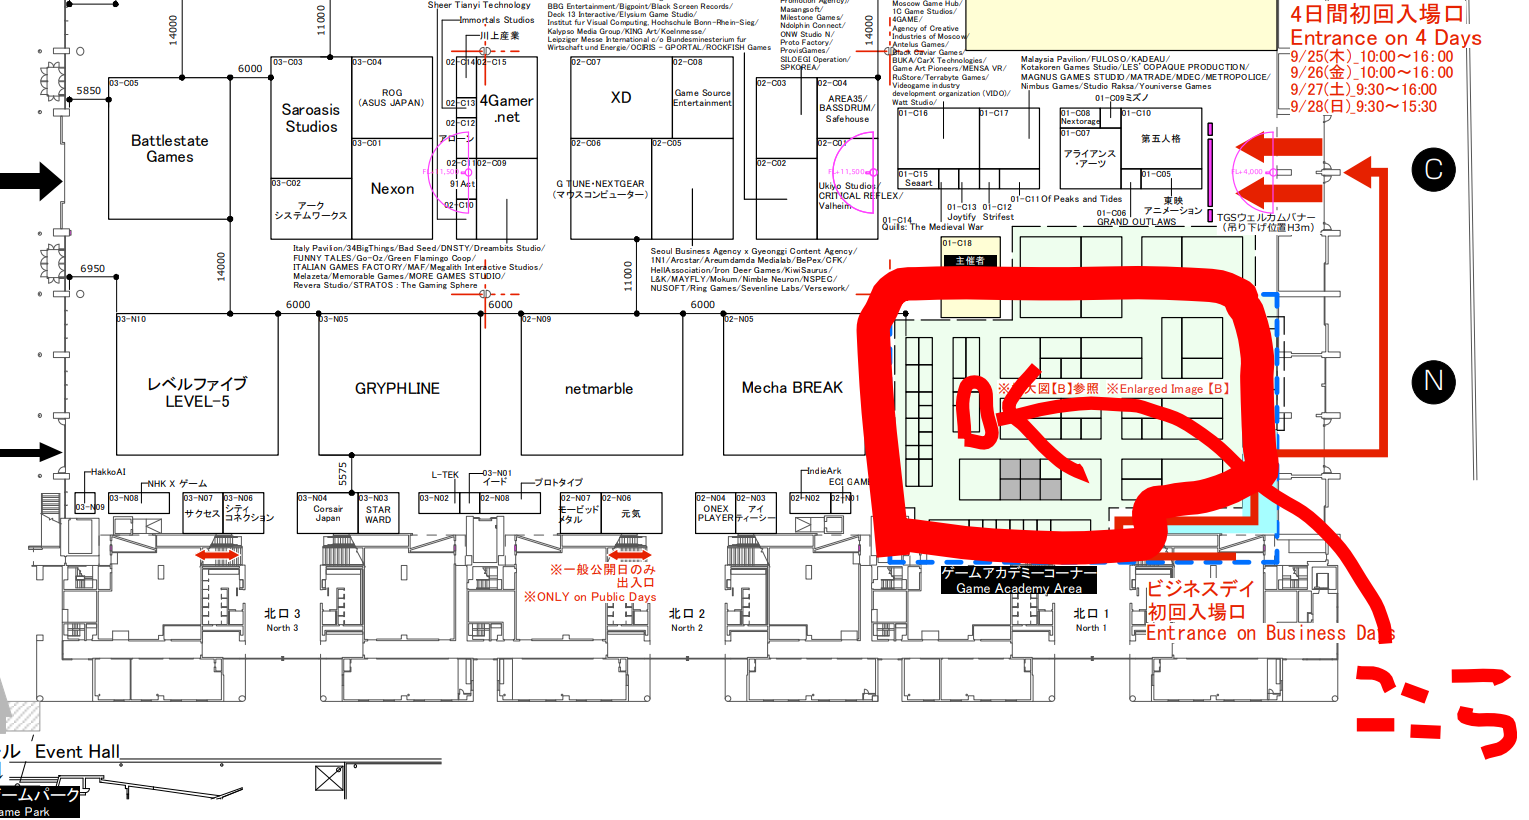 Sheer Tianyi Technology
Immortals Studios
川上産業
BBG Entertainment/Bigpoint/Black Screen Records/
Deck 13 Interactive/Elysium Game Studio/
Institut for Visual Computing, Hochschule Bonn-Rhein-Sieg/
Kalypso Media Group/KING Art/Koelnmesse/
Leipziger Messe International c/o Bundesministerium fur
Wirtschaft und Energie/OCIRIS - GPORTAL/ROCKFISH Games
Masangsoft/
Milestone Games/
Ndolphin Connect/
ONW Studio N/
Proto Factory/
ProvisGames/
SILOEGI Operation/
SPKOREA/
Moscow Game Hub/
1C Game Studios/
4GAME/
Agency of Creative
Industries of Moscow/
Antelus Games/
Black Caviar Games/
BUKA/CarX Technologies/
Game Art Pioneers/MENSA VR/
RuStore/Terrabyte Games/
Videogame industry
development organization (VIDO)/
Watt Studio/
Malaysia Pavilion/FULOSO/KADEAU/
Kotakoren Games Studio/LES' COPAQUE PRODUCTION/
MAGNUS GAMES STUDIO/MATRADE/MDEC/METROPOLICE/
Nimbus Games/Studio Raksa/Youniverse Games
4日間初回入場口
Entrance on 4 Days
9/25(木)_10:00～16:00
9/26(金)_10:00～16:00
9/27(土)_9:30～16:00
9/28(日)_9:30～15:30
14000
11000
14000
6000
5850
03-C05
Battlestate
Games
03-C03
Saroasis
Studios
03-C04
ROG
(ASUS JAPAN)
03-C01
Nexon
03-C02
アーク
システムワークス
02-C14
02-C15
4Gamer
.net
02-C13
02-C12
アローン
02-C11
02-C09
91Act
02-C10
FL+11,500
02-C07
XD
02-C08
Game Source
Entertainment
02-C06
02-C05
G TUNE・NEXTGEAR
(マウスコンピューター)
02-C03
02-C04
AREA35/
BASSDRUM/
Safehouse
02-C02
02-C01
FL+11,500
Ukiyo Studios/
CRITICAL REFLEX/
Valheim
01-C16
01-C17
01-C15
Seaart
01-C14
Quills: The Medieval War
01-C13
Joytify
01-C12
Strifest
01-C11 Of Peaks and Tides
01-C09ミズノ
01-C08
Nextorage
01-C10
第五人格
01-C07
アライアンス
・アーツ
01-C05
東映
アニメーション
01-C06
GRAND OUTLAWS
FL+4,000
TGSウェルカムバナー
(吊り下げ位置H3m)
C
N
01-C18
主催者
Italy Pavilion/34BigThings/Bad Seed/DNSTY/Dreambits Studio/
FUNNY TALES/Go-Oz/Green Flamingo Coop/
ITALIAN GAMES FACTORY/MAF/Megalith Interactive Studios/
Melazeta/Memorable Games/MORE GAMES STUDIO/
Revera Studio/STRATOS : The Gaming Sphere
Seoul Business Agency x Gyeonggi Content Agency/
1N1/Arcstar/Areumdamda Medialab/BePex/CFK/
HellAssociation/Iron Deer Games/KiwiSaurus/
L&K/MAYFLY/Mokum/Nimble Neuron/NSPEC/
NUSOFT/Ring Games/Sevenline Labs/Versework/
6950
14000
11000
6000
6000
6000
03-N10
レベルファイブ
LEVEL-5
03-N05
GRYPHLINE
02-N09
netmarble
02-N05
Mecha BREAK
大図【B】参照 ※Enlarged Image【B】
5575
HakkoAI
03-N09
03-N08
NHK X ゲーム
03-N07
サクセス
03-N06
シティ
コネクション
03-N04
Corsair
Japan
03-N03
STAR
WARD
L-TEK
03-N02
03-N01
イード
02-N08
プロトタイプ
02-N07
モービッド
メタル
02-N06
元気
02-N04
ONEX
PLAYER
02-N03
アイ
ティーシー
IndieArk
02-N02
02-N01
※一般公開日のみ
出入口
※ONLY on Public Days
北口 3
North 3
北口 2
North 2
北口 1
North 1
ゲームアカデミーコーナー
Game Academy Area
ビジネスデイ
初回入場口
Entrance on Business Days
ル Event Hall
ームパーク
ame Park